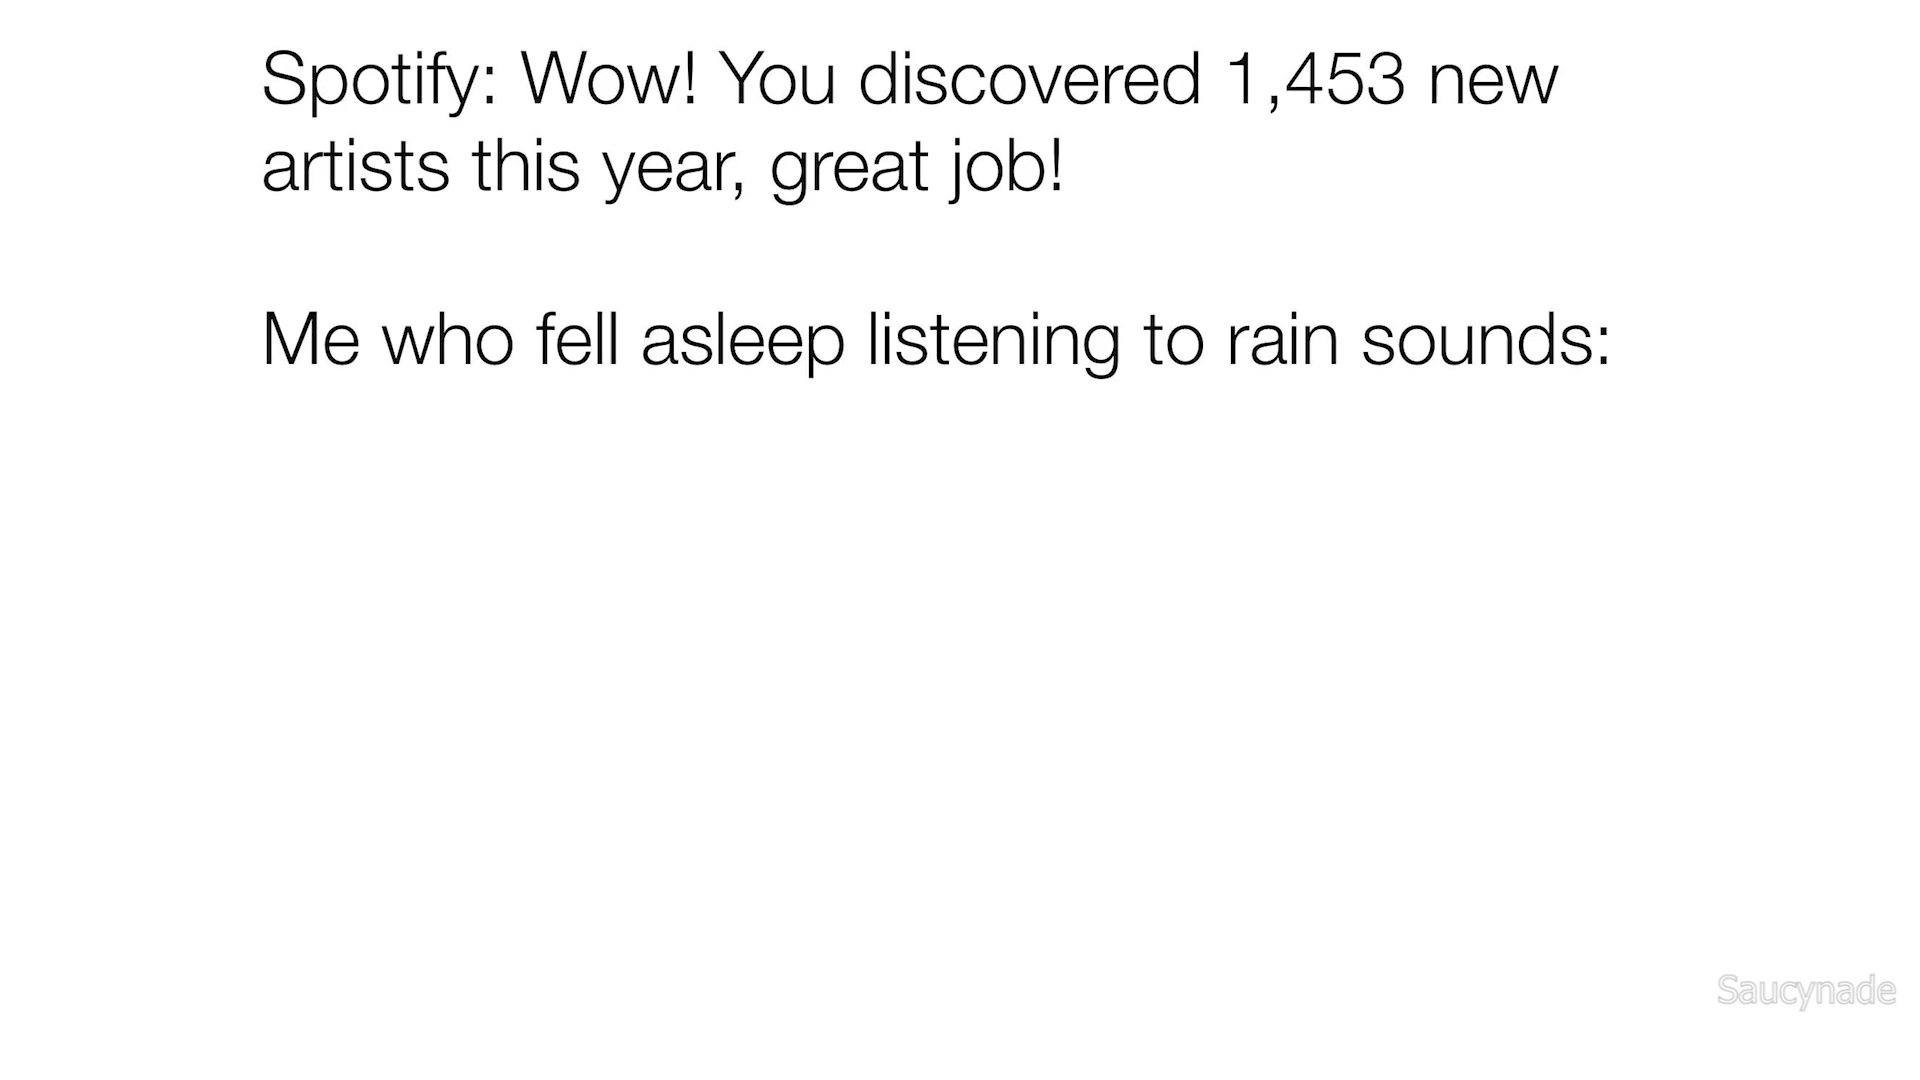 Spotify: Wow! You discovered 1,453 new
artists this year, great job!
Me who fell asleep listening to rain sounds:
Saucynade